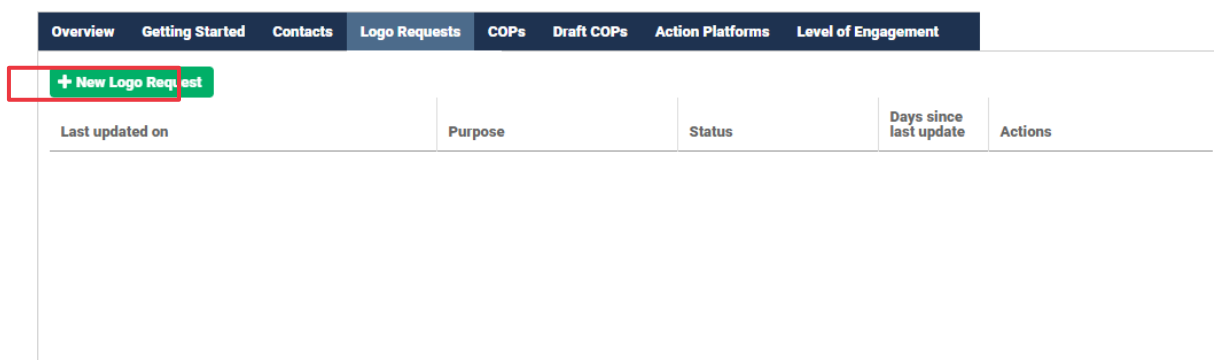 Overview Getting Started Contacts Logo Requests COPs Draft COPs Action Platforms Level of Engagement
+ New Logo Request
Last updated on Purpose Status Days since last update Actions